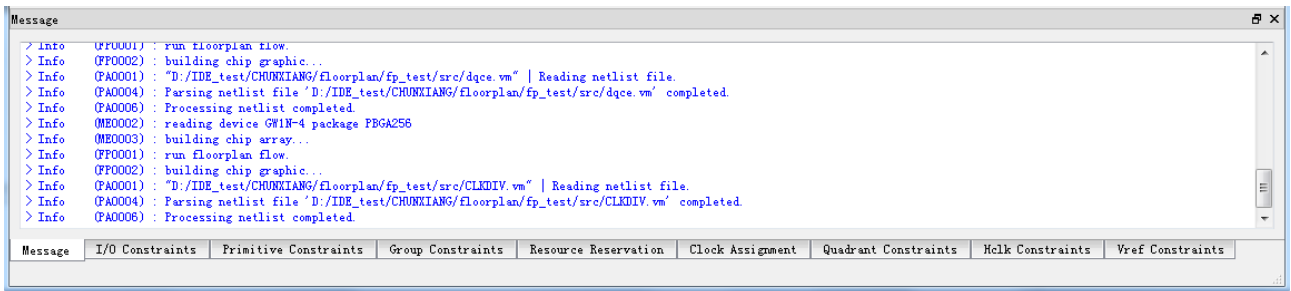 Message
> Info (FP0001) : run floorplan flow.
> Info (FP0002) : building chip graphic...
> Info (PA0001) : "D:/IDE_test/CHUNXIANG/floorplan/fp_test/src/dqce.vm" | Reading netlist file.
> Info (PA0004) : Parsing netlist file 'D:/IDE_test/CHUNXIANG/floorplan/fp_test/src/dqce.vm' completed.
> Info (PA0006) : Processing netlist completed.
> Info (ME0002) : reading device GW1N-4 package PBGA256
> Info (ME0003) : building chip array...
> Info (FP0001) : run floorplan flow.
> Info (FP0002) : building chip graphic...
> Info (PA0001) : "D:/IDE_test/CHUNXIANG/floorplan/fp_test/src/CLKDIV.vm" | Reading netlist file.
> Info (PA0004) : Parsing netlist file 'D:/IDE_test/CHUNXIANG/floorplan/fp_test/src/CLKDIV.vm' completed.
> Info (PA0006) : Processing netlist completed.
Message I/O Constraints Primitive Constraints Group Constraints Resource Reservation Clock Assignment Quadrant Constraints Hclk Constraints Vref Constraints